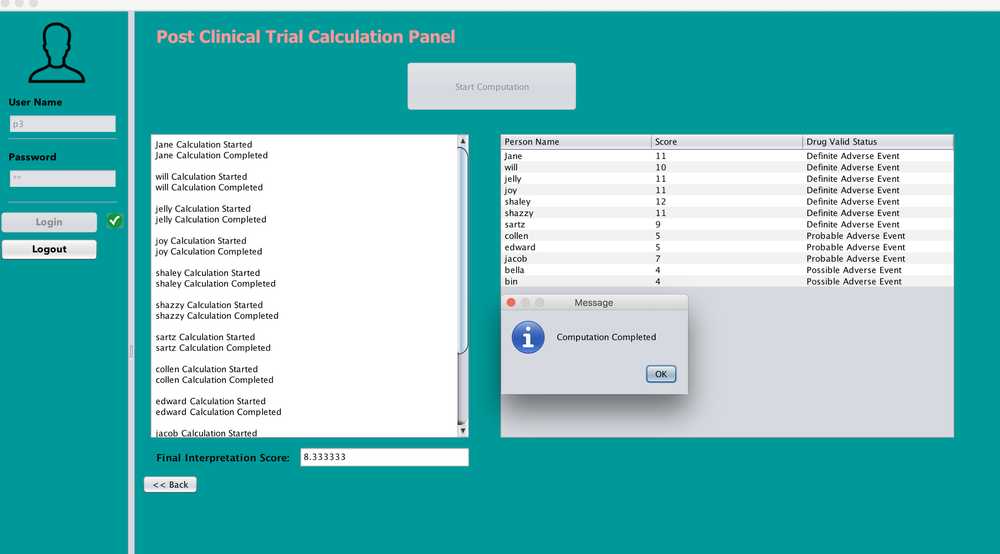 Post Clinical Trial Calculation Panel
Start Computation
User Name
p3
Password
**
Login
Logout
Jane Calculation Started
Jane Calculation Completed
will Calculation Started
will Calculation Completed
jelly Calculation Started
jelly Calculation Completed
joy Calculation Started
joy Calculation Completed
shaley Calculation Started
shaley Calculation Completed
shazzy Calculation Started
shazzy Calculation Completed
sartz Calculation Started
sartz Calculation Completed
collen Calculation Started
collen Calculation Completed
edward Calculation Started
edward Calculation Completed
jacob Calculation Started
Person Name Score Drug Valid Status
Jane 11 Definite Adverse Event
will 10 Definite Adverse Event
jelly 11 Definite Adverse Event
joy 11 Definite Adverse Event
shaley 12 Definite Adverse Event
shazzy 11 Definite Adverse Event
sartz 9 Definite Adverse Event
collen 5 Probable Adverse Event
edward 5 Probable Adverse Event
jacob 7 Probable Adverse Event
bella 4 Possible Adverse Event
bin 4 Possible Adverse Event
Message
Computation Completed
OK
Final Interpretation Score: 8.333333
<< Back